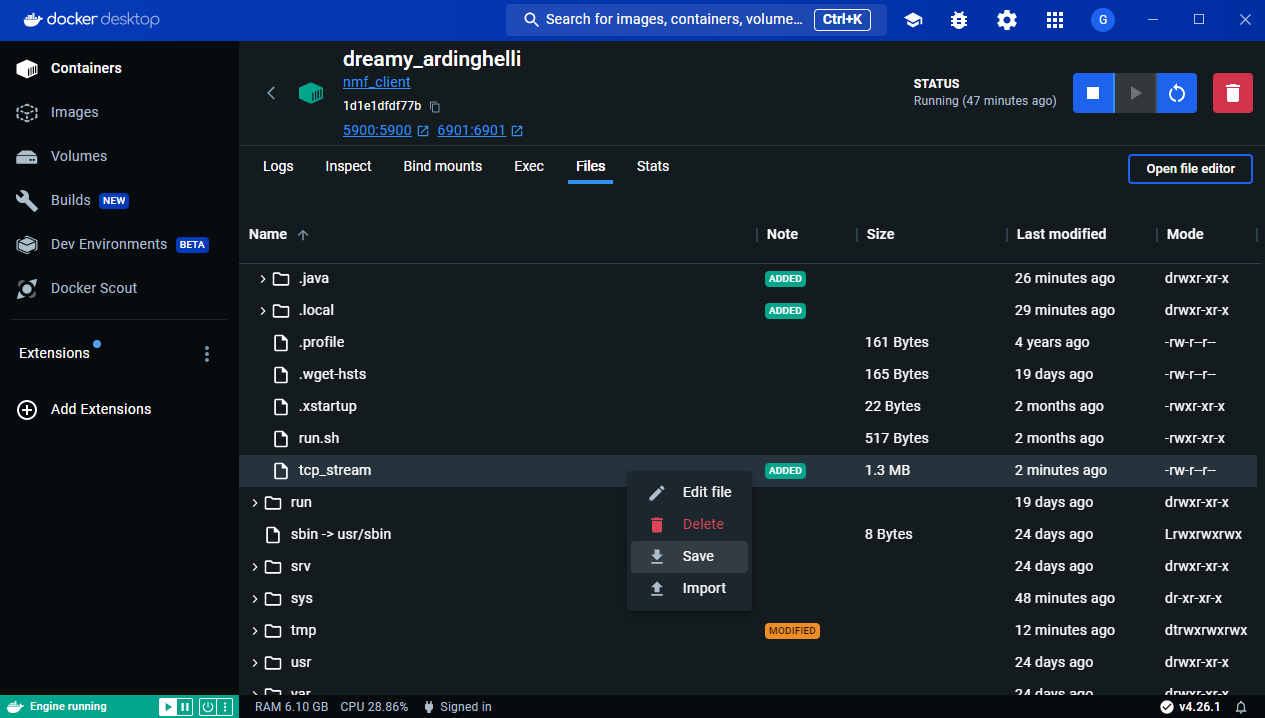 docker desktop
Search for images, containers, volume... Ctrl+K
G
Containers
Images
Volumes
Builds NEW
Dev Environments BETA
Docker Scout
Extensions
Add Extensions
dreamy_ardinghelli
nmf_client
1d1e1dfdf77b
5900:5900 6901:6901
STATUS
Running (47 minutes ago)
Logs Inspect Bind mounts Exec Files Stats
Open file editor
Name Note Size Last modified Mode
.java ADDED 26 minutes ago drwxr-xr-x
.local ADDED 29 minutes ago drwxr-xr-x
.profile 161 Bytes 4 years ago -rw-r--r--
.wget-hsts 165 Bytes 19 days ago -rw-r--r--
.xstartup 22 Bytes 2 months ago -rwxr-xr-x
run.sh 517 Bytes 2 months ago -rwxr-xr-x
tcp_stream ADDED 1.3 MB 2 minutes ago -rw-r--r--
run 19 days ago drwxr-xr-x
sbin -> usr/sbin 8 Bytes 24 days ago Lrwxrwxrwx
srv 24 days ago drwxr-xr-x
sys 48 minutes ago dr-xr-xr-x
tmp MODIFIED 12 minutes ago dtrwxrwxrwx
usr 24 days ago drwxr-xr-x
var 24 days ago drwxr-xr-x
Edit file
Delete
Save
Import
Engine running
RAM 6.10 GB CPU 28.86% Signed in
v4.26.1